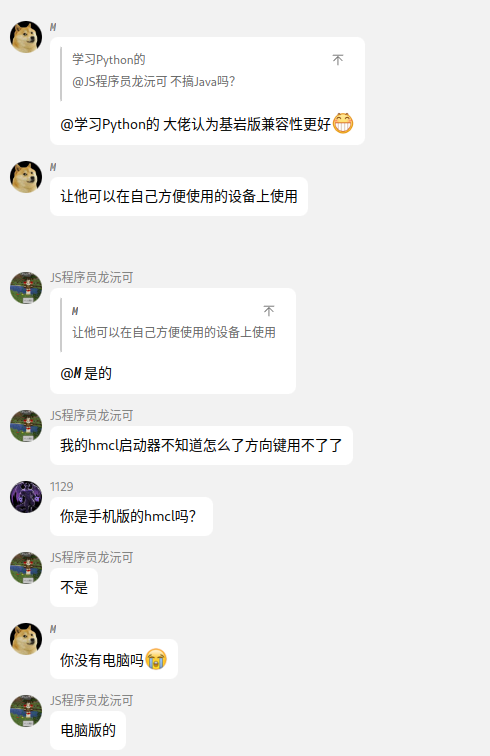 M
学习Python的
@JS程序员龙沅可 不搞Java吗?
@学习Python的 大佬认为基岩版兼容性更好😁
M
让他可以在自己方便使用的设备上使用
JS程序员龙沅可
M
让他可以在自己方便使用的设备上使用
@M 是的
JS程序员龙沅可
我的hmcl启动器不知道怎么了方向键用不了了
1129
你是手机版的hmcl吗?
JS程序员龙沅可
不是
M
你没有电脑吗😭
JS程序员龙沅可
电脑版的